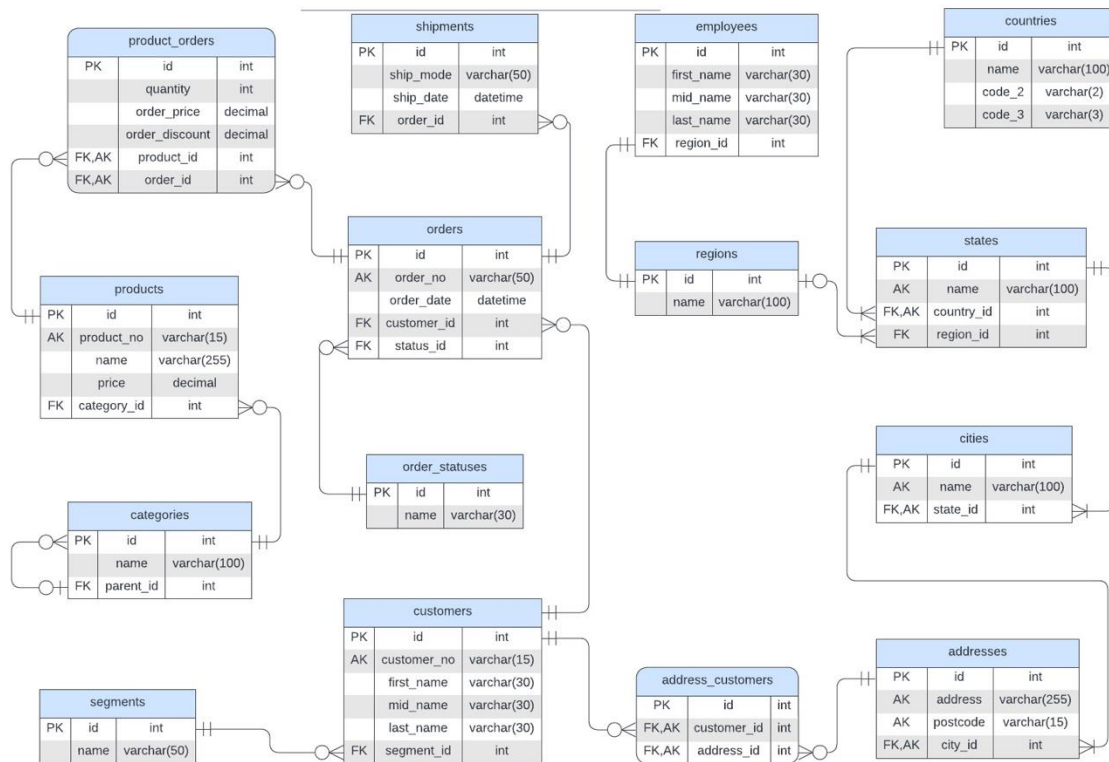 product_orders
PK id int
quantity int
order_price decimal
order_discount decimal
FK,AK product_id int
FK,AK order_id int
shipments
PK id int
ship_mode varchar(50)
ship_date datetime
FK order_id int
employees
PK id int
first_name varchar(30)
mid_name varchar(30)
last_name varchar(30)
FK region_id int
countries
PK id int
name varchar(100)
code_2 varchar(2)
code_3 varchar(3)
orders
PK id int
AK order_no varchar(50)
order_date datetime
FK customer_id int
FK status_id int
regions
PK id int
name varchar(100)
states
PK id int
AK name varchar(100)
FK,AK country_id int
FK region_id int
products
PK id int
AK product_no varchar(15)
name varchar(255)
price decimal
FK category_id int
order_statuses
PK id int
name varchar(30)
cities
PK id int
AK name varchar(100)
FK,AK state_id int
categories
PK id int
name varchar(100)
FK parent_id int
customers
PK id int
AK customer_no varchar(15)
first_name varchar(30)
mid_name varchar(30)
last_name varchar(30)
FK segment_id int
address_customers
PK id int
FK,AK customer_id int
FK,AK address_id int
addresses
PK id int
AK address varchar(255)
AK postcode varchar(15)
FK,AK city_id int
segments
PK id int
name varchar(50)